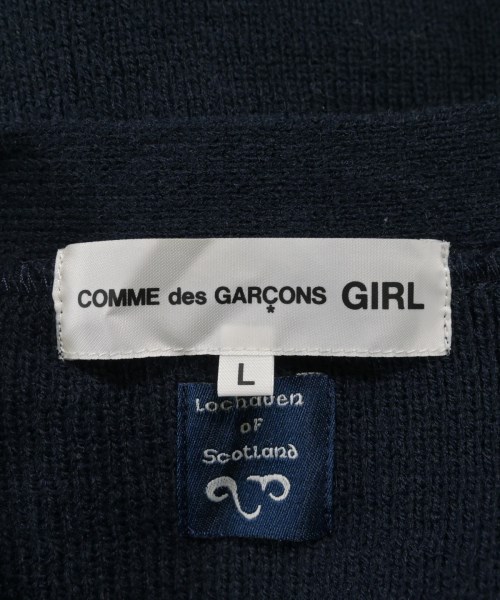 COMME des GARÇONS GIRL
L
Lochaven
of
Scotland